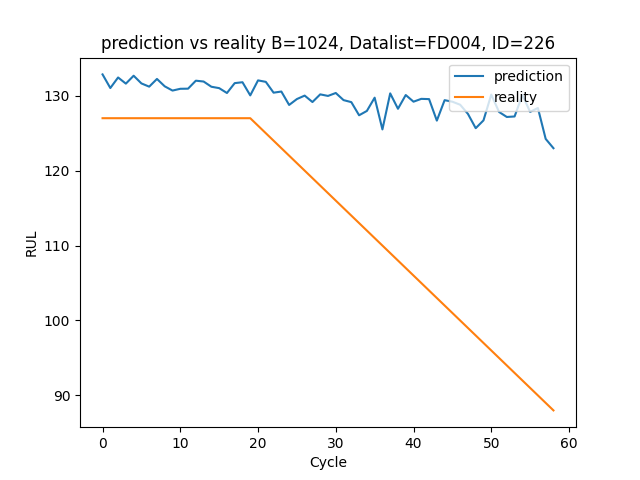 prediction vs reality B=1024, Datalist=FD004, ID=226
prediction
reality
130
120
110
100
90
RUL
0 10 20 30 40 50 60
Cycle